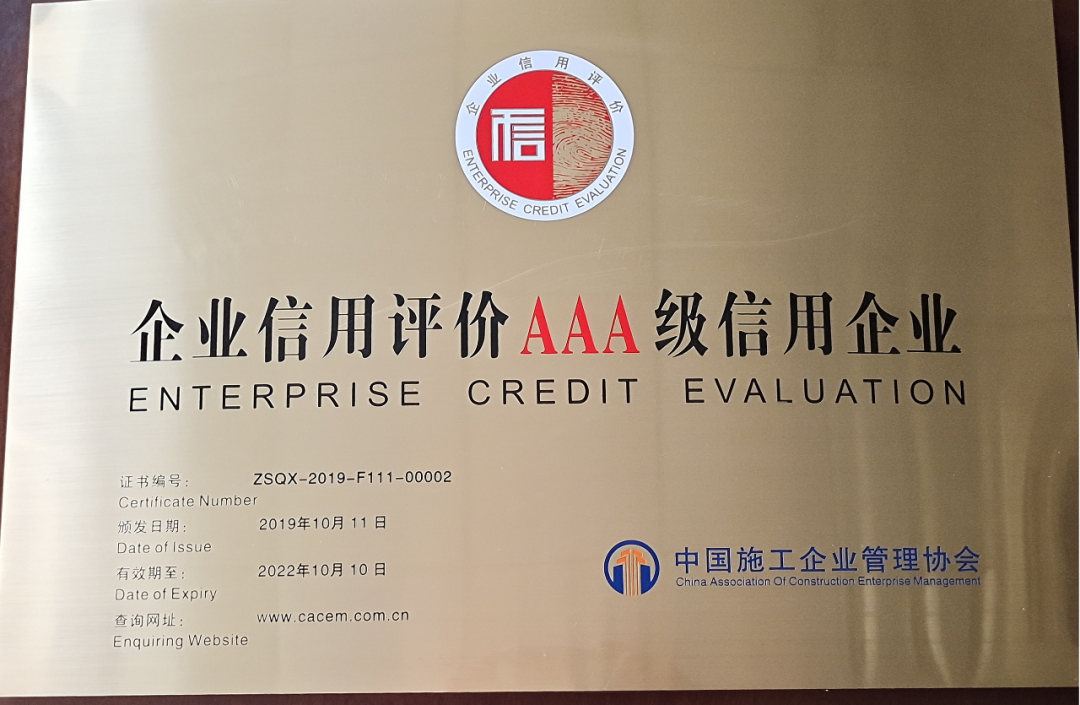 企业信用评价
信
ENTERPRISE CREDIT EVALUATION
企业信用评价AAA级信用企业
ENTERPRISE CREDIT EVALUATION
证书编号: ZSQX-2019-F111-00002
Certificate Number
颁发日期: 2019年10月11日
Date of Issue
有效期至: 2022年10月10日
Date of Expiry
查询网址: www.cacem.com.cn
Enquiring Website
中国施工企业管理协会
China Association Of Construction Enterprise Management